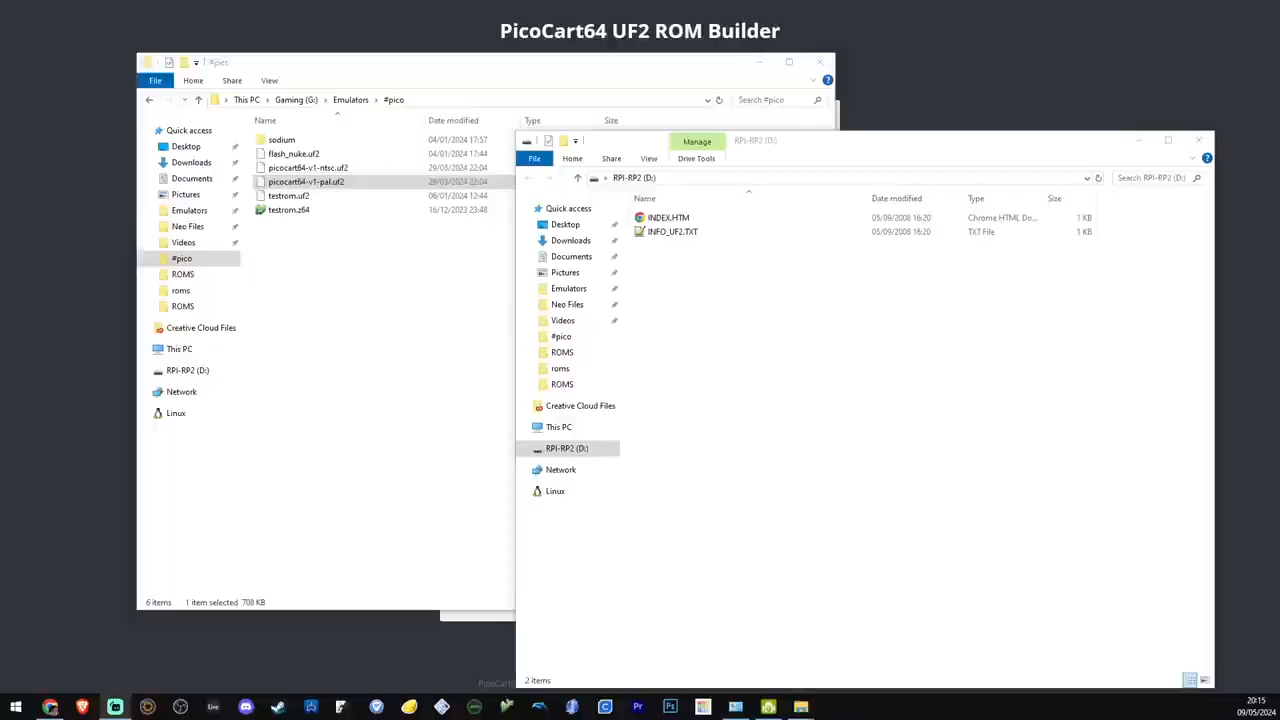 PicoCart64 UF2 ROM Builder
#pico
File Home Share View
This PC Gaming (G:) Emulators #pico
Search #pico
Name Date modified Type Size
Quick access
Desktop
Downloads
Documents
Pictures
Emulators
Neo Files
Videos
#pico
ROMS
roms
ROMS
Creative Cloud Files
This PC
RPI-RP2 (D:)
Network
Linux
sodium 04/01/2024 17:57
flash_nuke.uf2 04/01/2024 17:44
picocart64-v1-ntsc.uf2 29/03/2024 22:04
picocart64-v1-pal.uf2 29/03/2024 22:04
testrom.uf2 06/01/2024 12:44
testrom.z64 16/12/2023 23:48
6 items 1 item selected 708 KB
Manage RPI-RP2 (D:)
File Home Share View Drive Tools
RPI-RP2 (D:)
Search RPI-RP2 (D:)
Name Date modified Type Size
Quick access
Desktop
Downloads
Documents
Pictures
Emulators
Neo Files
Videos
#pico
ROMS
roms
ROMS
Creative Cloud Files
This PC
RPI-RP2 (D:)
Network
Linux
INDEX.HTM 05/09/2008 16:20 Chrome HTML Do... 1 KB
INFO_UF2.TXT 05/09/2008 16:20 TXT File 1 KB
2 items
PicoCart
Live
Pr
Ps
20:15
09/05/2024